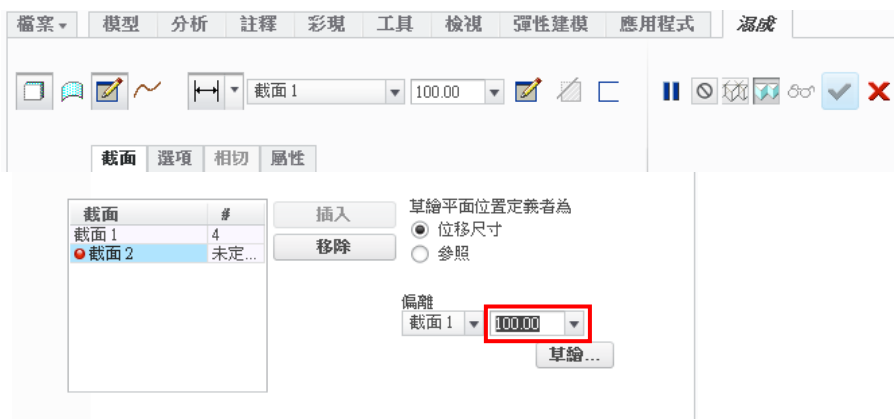 檔案 模型 分析 註釋 彩現 工具 檢視 彈性建模 應用程式 混成
截面 1 100.00
截面 選項 相切 屬性
截面 #
截面 1 4
截面 2 未定...
插入
移除
草繪平面位置定義者為
位移尺寸
參照
偏離
截面 1 100.00
草繪...